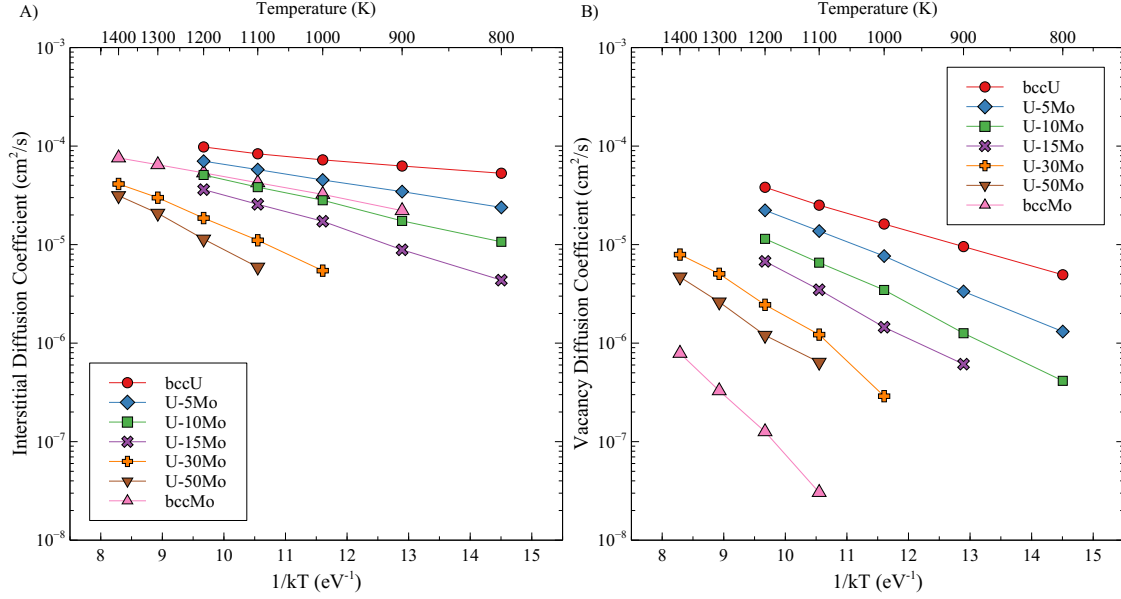 A)
Temperature (K)
1400 1300 1200 1100 1000 900 800
10⁻³
10⁻⁴
10⁻⁵
10⁻⁶
10⁻⁷
10⁻⁸
Interstitial Diffusion Coefficient (cm²/s)
bccU
U-5Mo
U-10Mo
U-15Mo
U-30Mo
U-50Mo
bccMo
8 9 10 11 12 13 14 15
1/kT (eV⁻¹)
B)
Temperature (K)
1400 1300 1200 1100 1000 900 800
10⁻³
10⁻⁴
10⁻⁵
10⁻⁶
10⁻⁷
10⁻⁸
Vacancy Diffusion Coefficient (cm²/s)
bccU
U-5Mo
U-10Mo
U-15Mo
U-30Mo
U-50Mo
bccMo
8 9 10 11 12 13 14 15
1/kT (eV⁻¹)